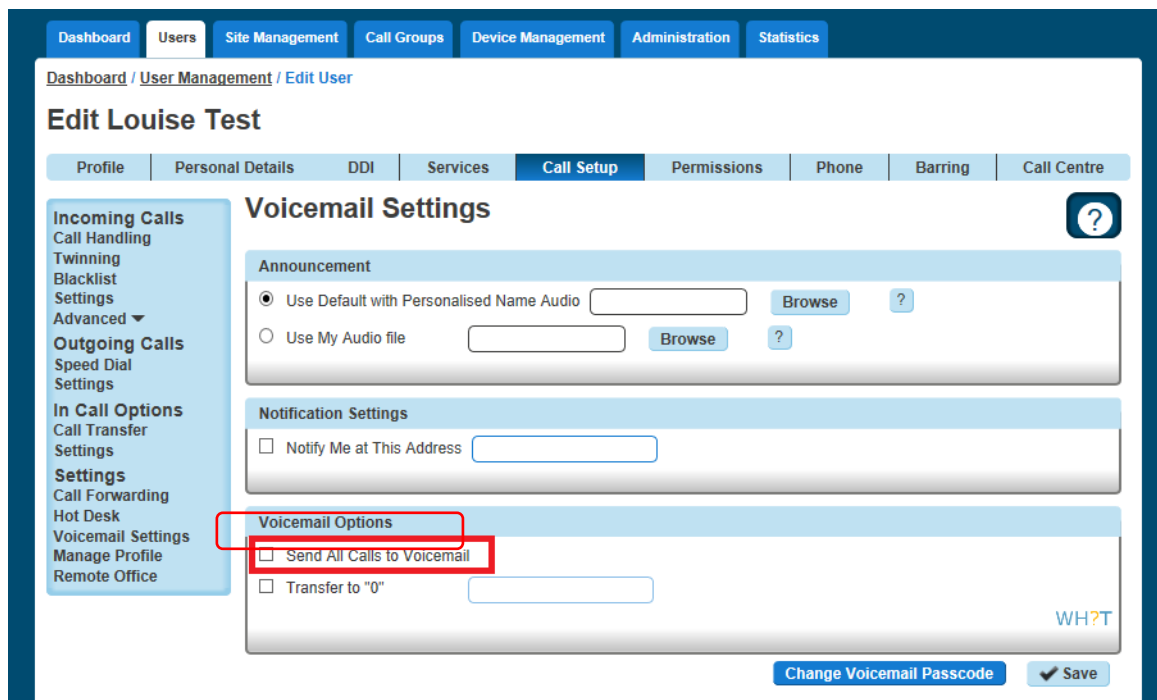 Dashboard Users Site Management Call Groups Device Management Administration Statistics
Dashboard / User Management / Edit User
Edit Louise Test
Profile Personal Details DDI Services Call Setup Permissions Phone Barring Call Centre
Incoming Calls
Call Handling
Twinning
Blacklist
Settings
Advanced
Outgoing Calls
Speed Dial
Settings
In Call Options
Call Transfer
Settings
Settings
Call Forwarding
Hot Desk
Voicemail Settings
Manage Profile
Remote Office
Voicemail Settings
?
Announcement
Use Default with Personalised Name Audio Browse ?
Use My Audio file Browse ?
Notification Settings
Notify Me at This Address
Voicemail Options
Send All Calls to Voicemail
Transfer to "0"
WH?T
Change Voicemail Passcode Save